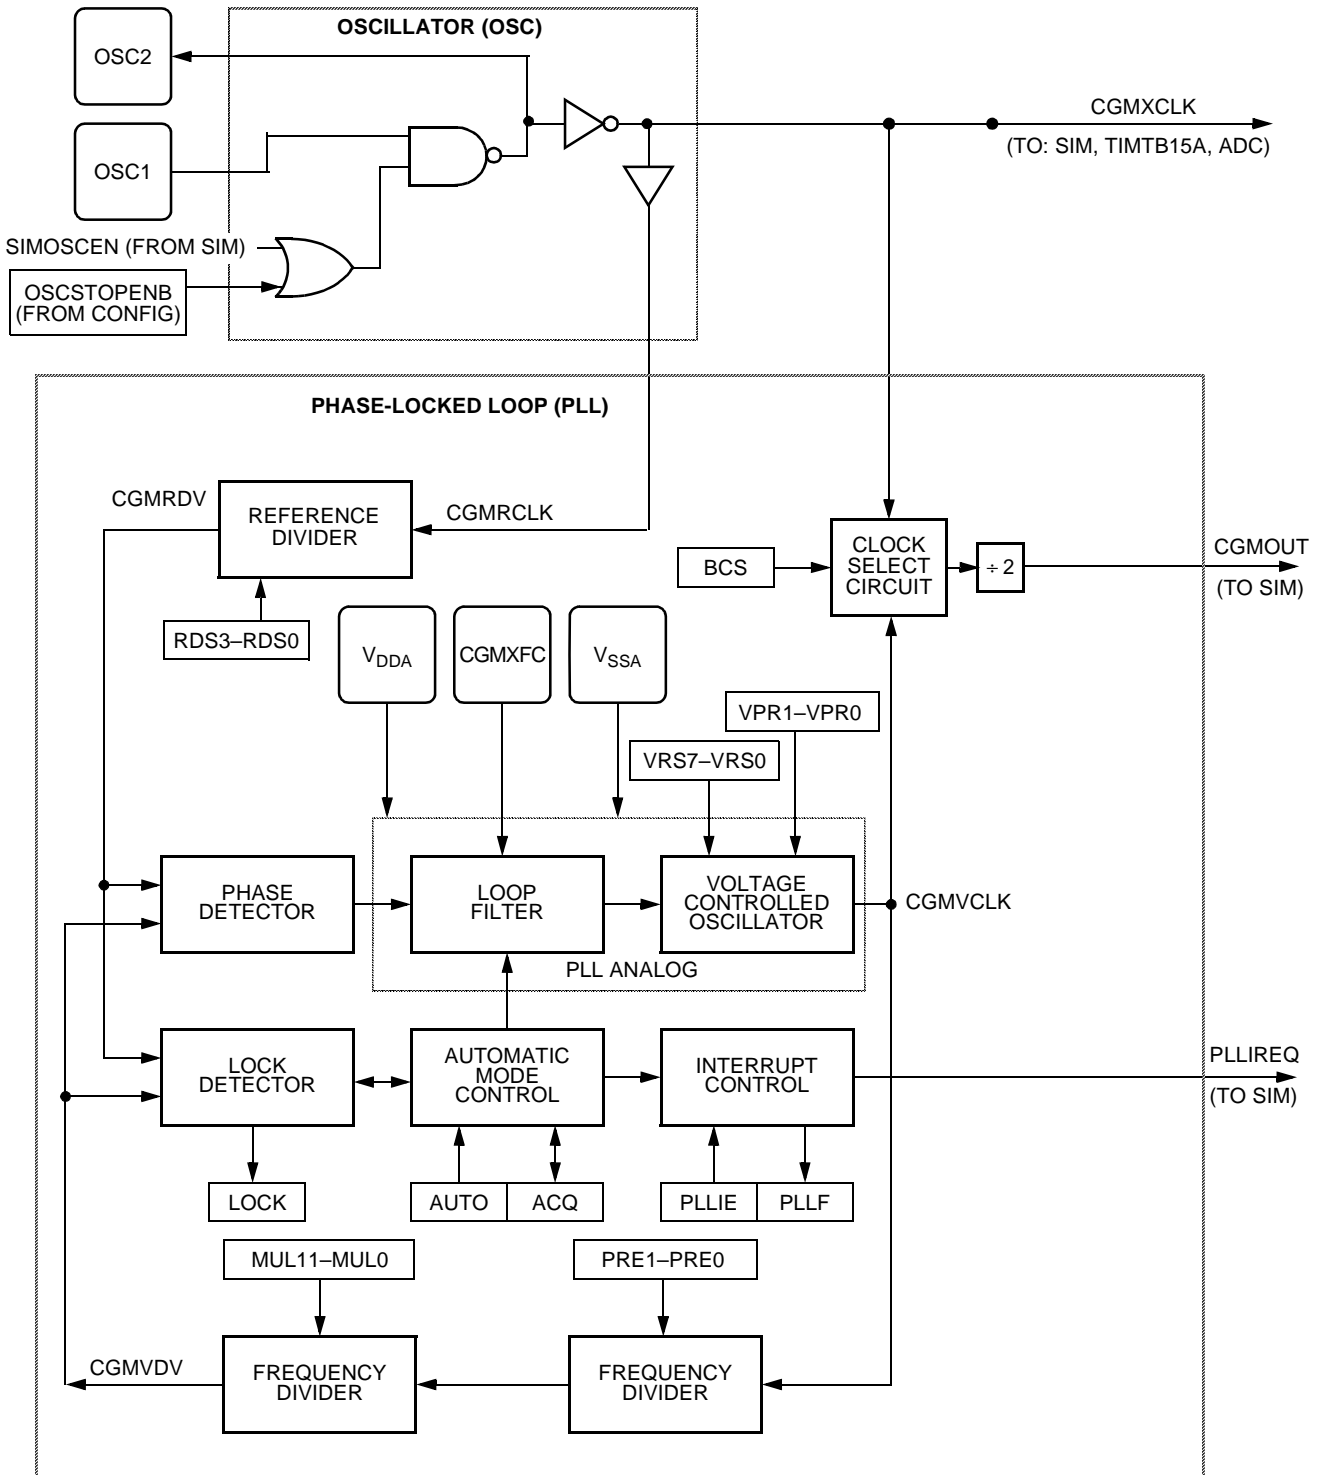 OSCILLATOR (OSC)
OSC2
CGMXCLK
(TO: SIM, TIMTB15A, ADC)
OSC1
SIMOSCEN (FROM SIM)
OSCSTOPENB
(FROM CONFIG)
PHASE-LOCKED LOOP (PLL)
CGMRDV
REFERENCE
DIVIDER
CGMRCLK
CLOCK
SELECT
CIRCUIT
BCS
÷ 2
CGMOUT
(TO SIM)
RDS3–RDS0
VDDA
CGMXFC
VSSA
VPR1–VPR0
VRS7–VRS0
PHASE
DETECTOR
LOOP
FILTER
VOLTAGE
CONTROLLED
OSCILLATOR
CGMVCLK
PLL ANALOG
LOCK
DETECTOR
AUTOMATIC
MODE
CONTROL
INTERRUPT
CONTROL
PLLIREQ
(TO SIM)
LOCK
AUTO
ACQ
PLLIE
PLLF
MUL11–MUL0
PRE1–PRE0
CGMVDV
FREQUENCY
DIVIDER
FREQUENCY
DIVIDER